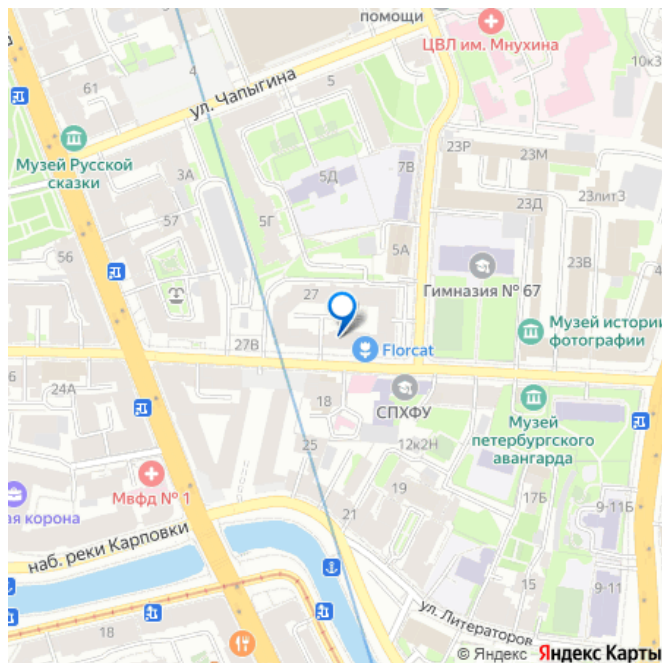 помощи
ЦВЛ им. Мнухина
10к3
4
61
ул. Чапыгина
5
23Р
23М
Музей Русской
сказки
3А
5Д
7В
23лит3
23Д
57
5Г
5А
23В
56
Гимназия № 67
27
Музей истории
фотографии
27В
Florcat
6
24А
СПХФУ
18
Музей
петербургского
авангарда
25
12к2Н
Мвфд № 1
19
17Б
ая корона
21
9-11Б
наб. реки Карповки
15
9-11
ул. Литераторов
18
© Яндекс Яндекс Карты